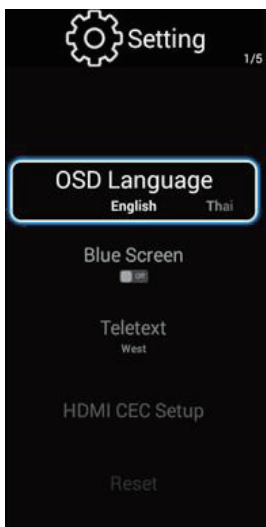 Setting
1/5
OSD Language
English Thai
Blue Screen
Off
Teletext
West
HDMI CEC Setup
Reset